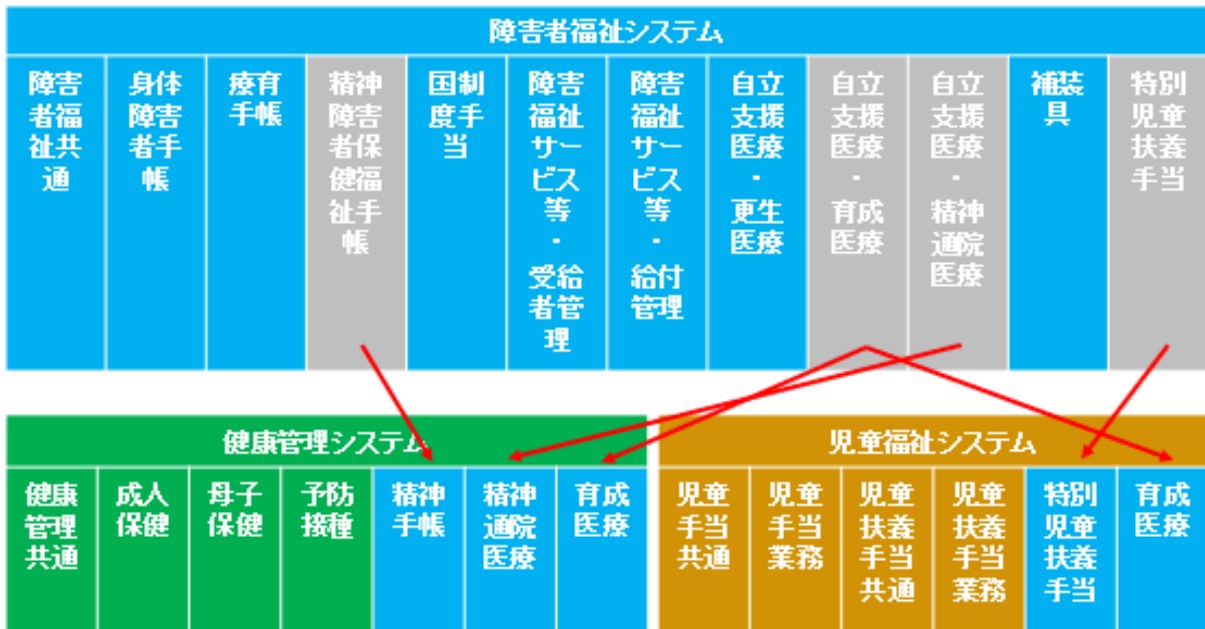 障害者福祉システム
障害
者福
祉共
通
身体
障害
者手
帳
療育
手帳
精神
障害
者保
健福
祉手
帳
国制
度手
当
障害
福祉
サー
ビス
等
・
受給
者管
理
障害
福祉
サー
ビス
等
・
給付
管理
自立
支援
医療
・
更生
医療
自立
支援
医療
・
育成
医療
自立
支援
医療
・
精神
通院
医療
補装
具
特別
児童
扶養
手当
健康管理システム
健康
管理
共通
成人
保健
母子
保健
予防
接種
精神
手帳
精神
通院
医療
育成
医療
児童福祉システム
児童
手当
共通
児童
手当
業務
児童
扶養
手当
共通
児童
扶養
手当
業務
特別
児童
扶養
手当
育成
医療